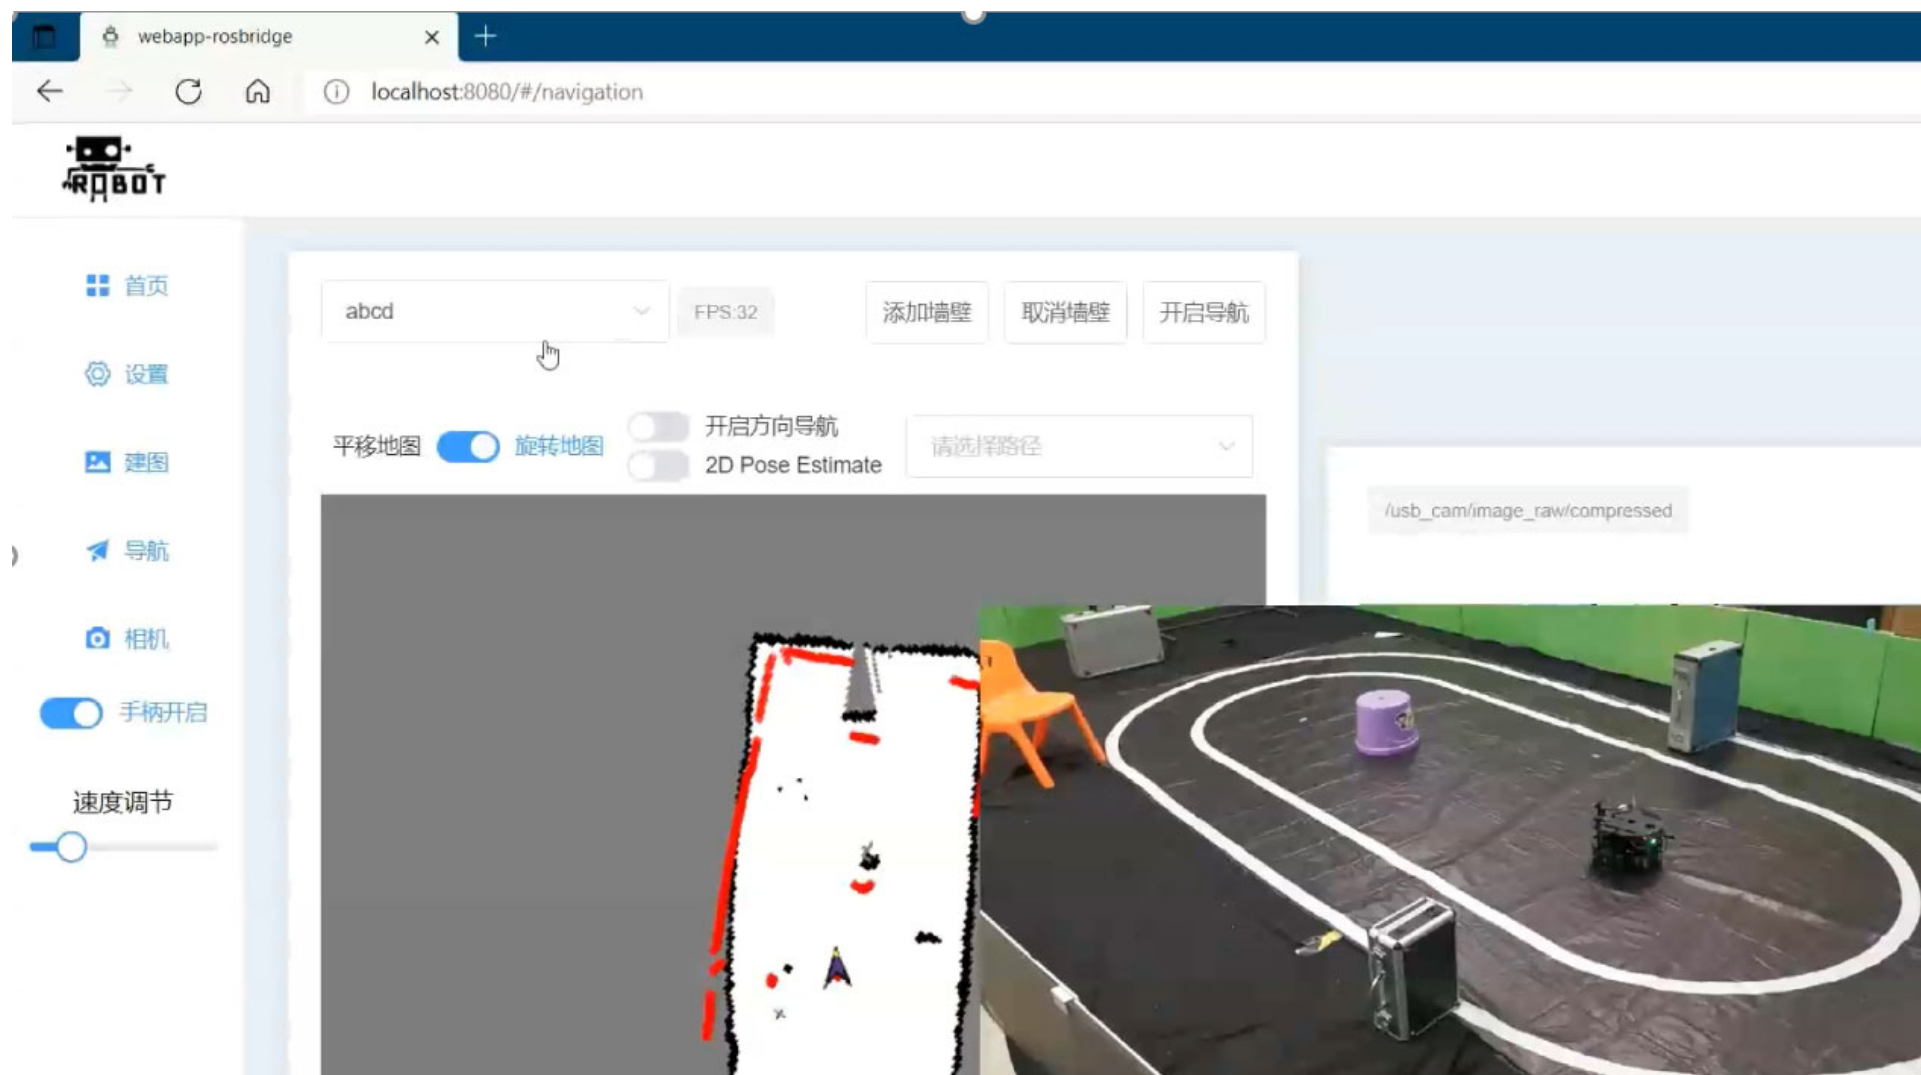 webapp-rosbridge
localhost:8080/#/navigation
ROBOT
首页
设置
建图
导航
相机
手柄开启
速度调节
abcd
FPS:32
添加墙壁
取消墙壁
开启导航
平移地图
旋转地图
开启方向导航
2D Pose Estimate
请选择路径
/usb_cam/image_raw/compressed